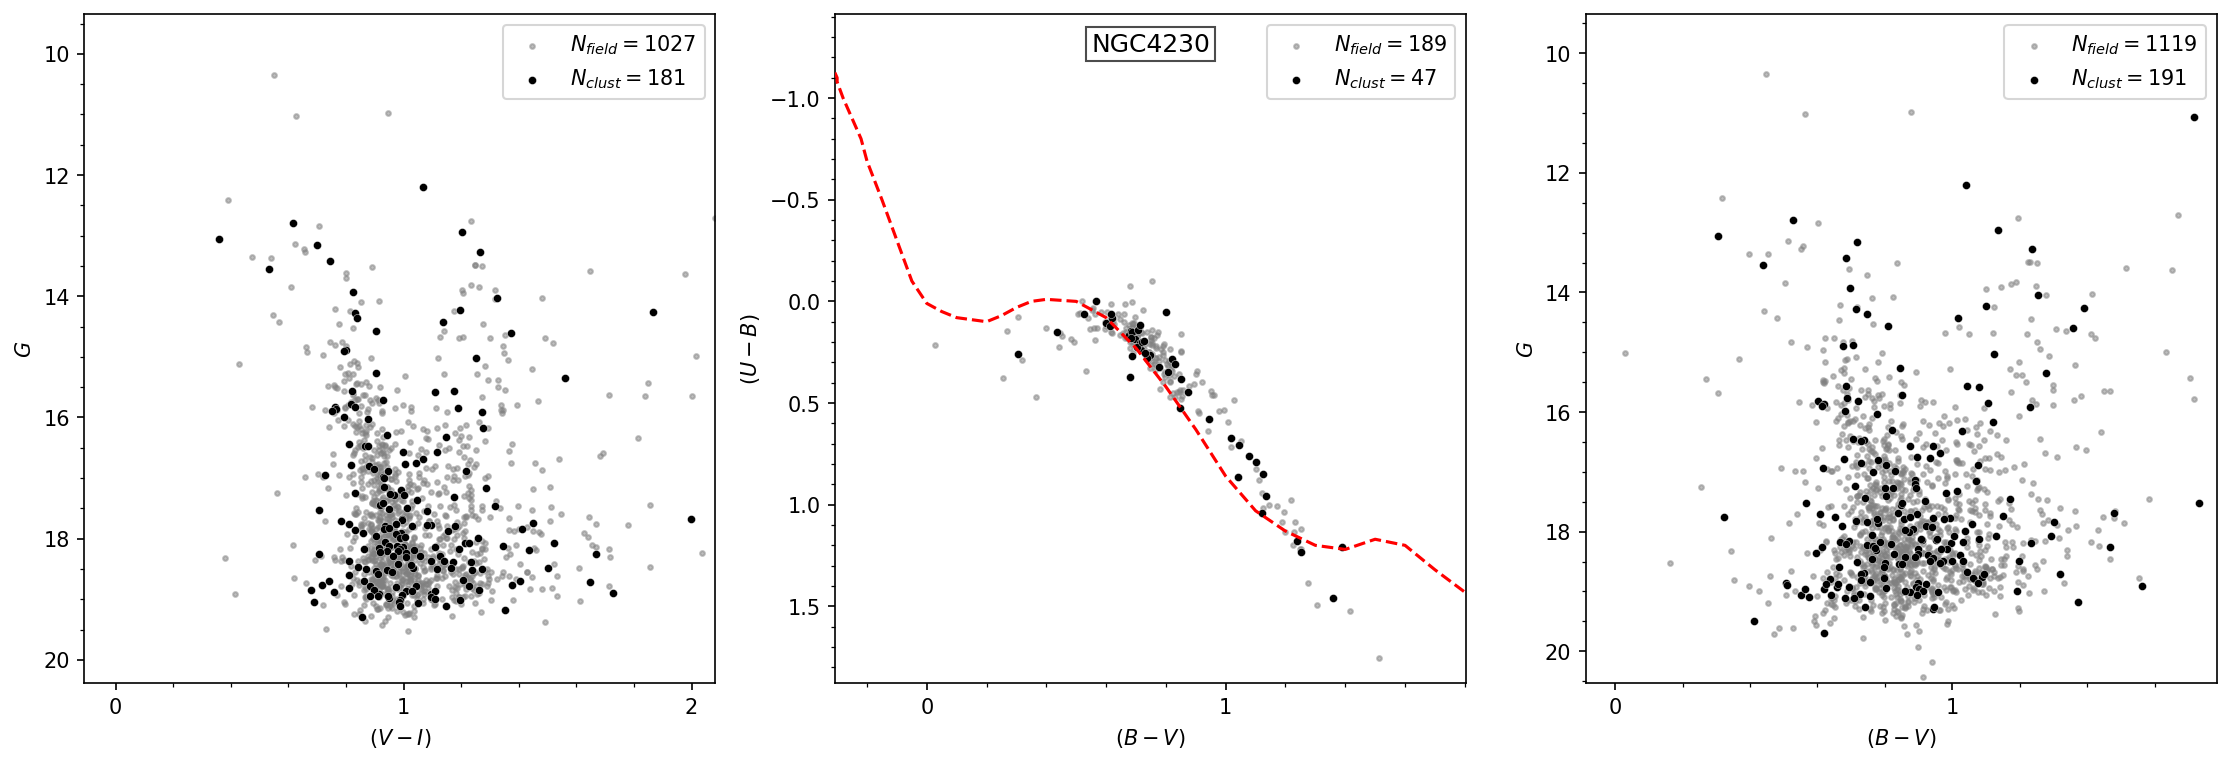 N_field = 1027
N_clust = 181
10
12
14
16
18
20
G
0
1
2
(V − I)
NGC4230
N_field = 189
N_clust = 47
−1.0
−0.5
0.0
0.5
1.0
1.5
(U − B)
0
1
(B − V)
N_field = 1119
N_clust = 191
10
12
14
16
18
20
G
0
1
(B − V)